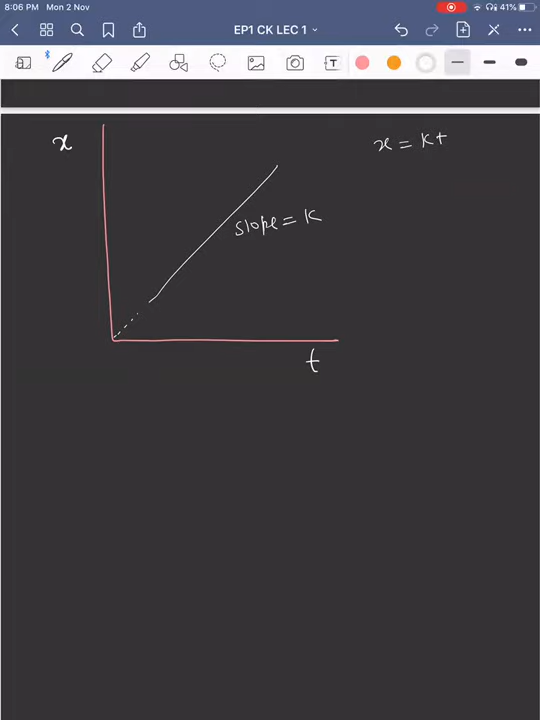 8:06 PM Mon 2 Nov 41%
EP1 CK LEC 1
T
x
x = Kt
slope = K
t